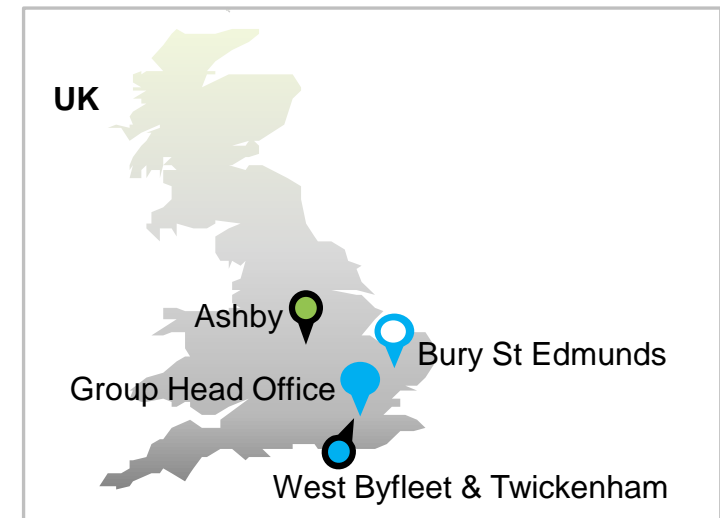 UK
Ashby
Bury St Edmunds
Group Head Office
West Byfleet & Twickenham